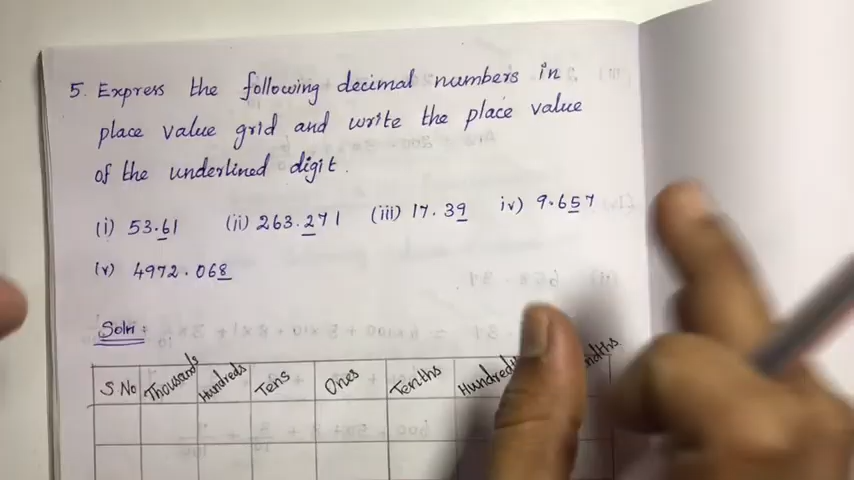 5. Express the following decimal numbers in
place value grid and write the place value
of the underlined digit.
(i) 53.61 (ii) 263.271 (iii) 17.39 iv) 9.657
(v) 4972.068
Soln:
S No Thousands Hundreds Tens Ones Tenths